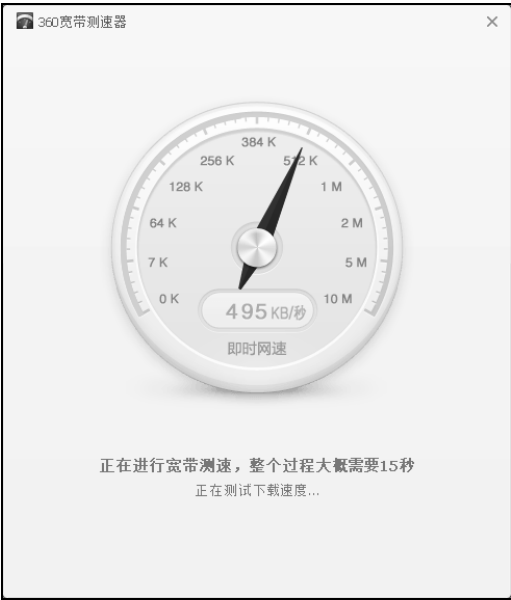 360宽带测速器
384 K
256 K
512 K
128 K
1 M
64 K
2 M
7 K
5 M
0 K
10 M
495 KB/秒
即时网速
正在进行宽带测速，整个过程大概需要15秒
正在测试下载速度...